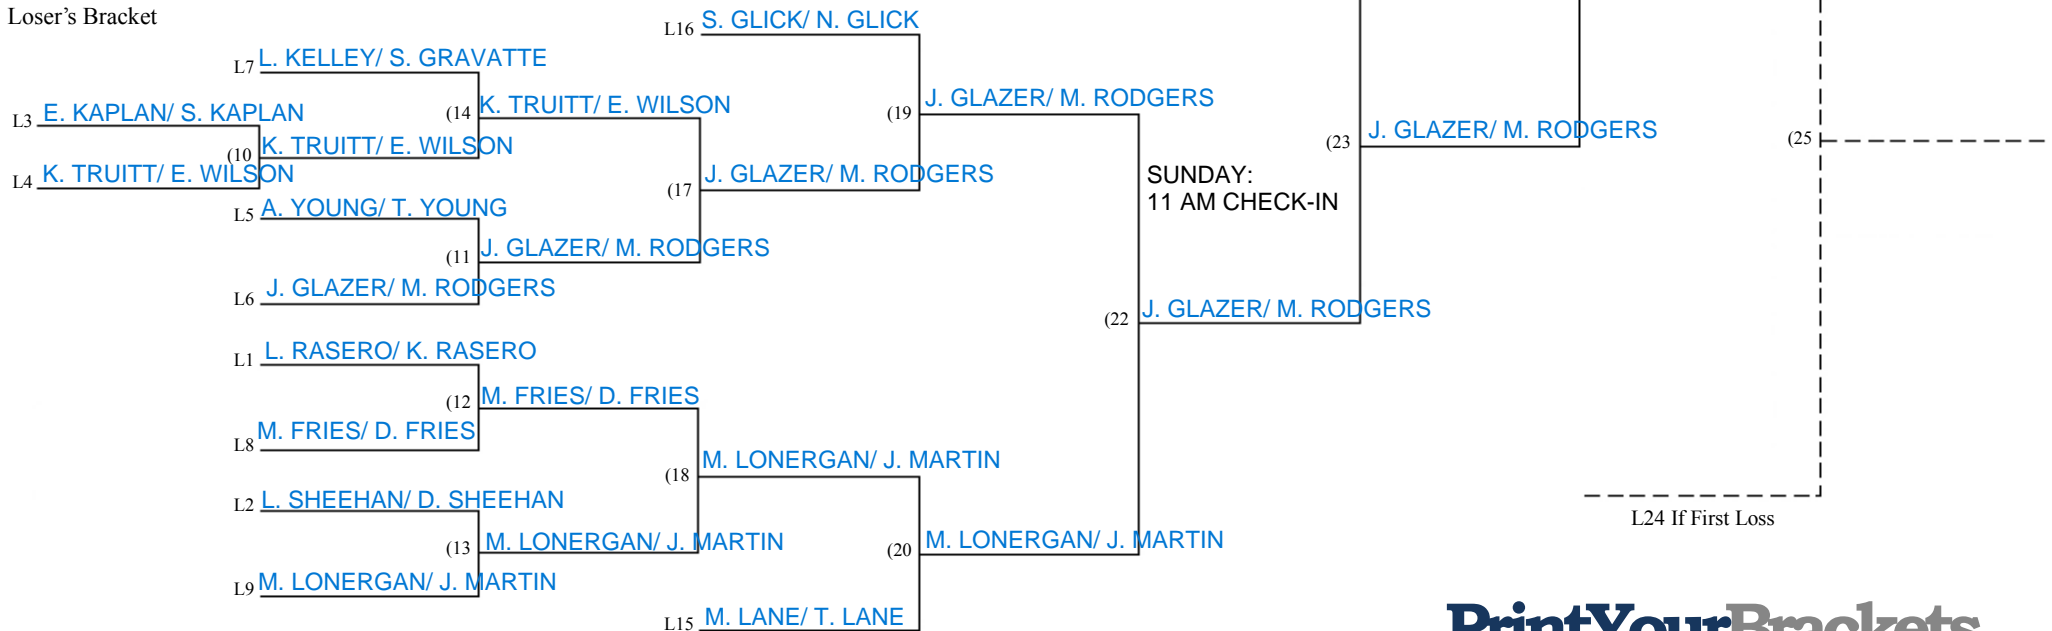 Loser's Bracket
L16 S. GLICK/ N. GLICK
L7 L. KELLEY/ S. GRAVATTE
L3 E. KAPLAN/ S. KAPLAN
(14 K. TRUITT/ E. WILSON
(19 J. GLAZER/ M. RODGERS
(10 K. TRUITT/ E. WILSON
(23 J. GLAZER/ M. RODGERS
(25
L4 K. TRUITT/ E. WILSON
(17 J. GLAZER/ M. RODGERS
SUNDAY:
11 AM CHECK-IN
L5 A. YOUNG/ T. YOUNG
(11 J. GLAZER/ M. RODGERS
L6 J. GLAZER/ M. RODGERS
(22 J. GLAZER/ M. RODGERS
L1 L. RASERO/ K. RASERO
(12 M. FRIES/ D. FRIES
L8 M. FRIES/ D. FRIES
(18 M. LONERGAN/ J. MARTIN
L2 L. SHEEHAN/ D. SHEEHAN
L24 If First Loss
(13 M. LONERGAN/ J. MARTIN
(20 M. LONERGAN/ J. MARTIN
L9 M. LONERGAN/ J. MARTIN
L15 M. LANE/ T. LANE
PrintYourBrackets